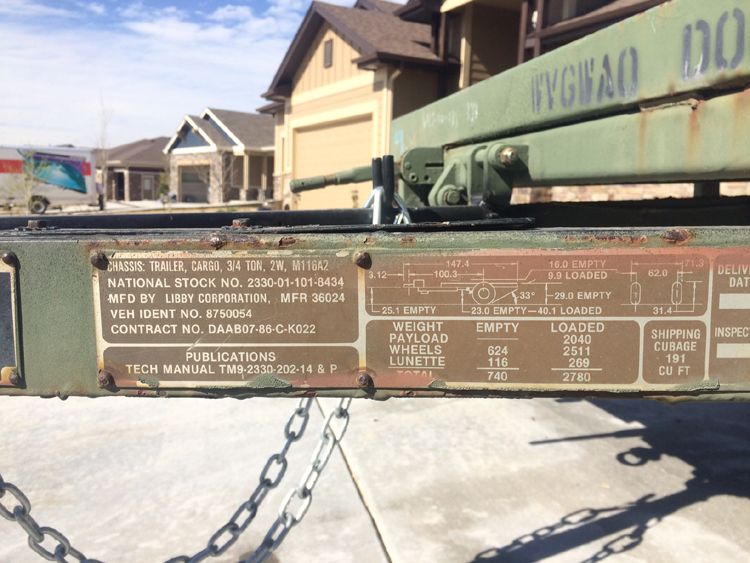 WVGWAO DO
CHASSIS: TRAILER, CARGO, 3/4 TON, 2W, M116A2
NATIONAL STOCK NO. 2330-01-101-8434
MFD BY LIBBY CORPORATION, MFR 36024
VEH IDENT NO. 8750054
CONTRACT NO. DAAB07-86-C-K022
PUBLICATIONS
TECH MANUAL TM9-2330-202-14 & P
147.4
16.0 EMPTY
71.3
3.12
100.3
9.9 LOADED
62.0
33°
29.0 EMPTY
25.1 EMPTY
23.0 EMPTY-40.1 LOADED
31.4
WEIGHT EMPTY LOADED
PAYLOAD 2040
WHEELS 624 2511
LUNETTE 116 269
TOTAL 740 2780
SHIPPING
CUBAGE
191
CU FT
DELIV
DAT
INSPEC